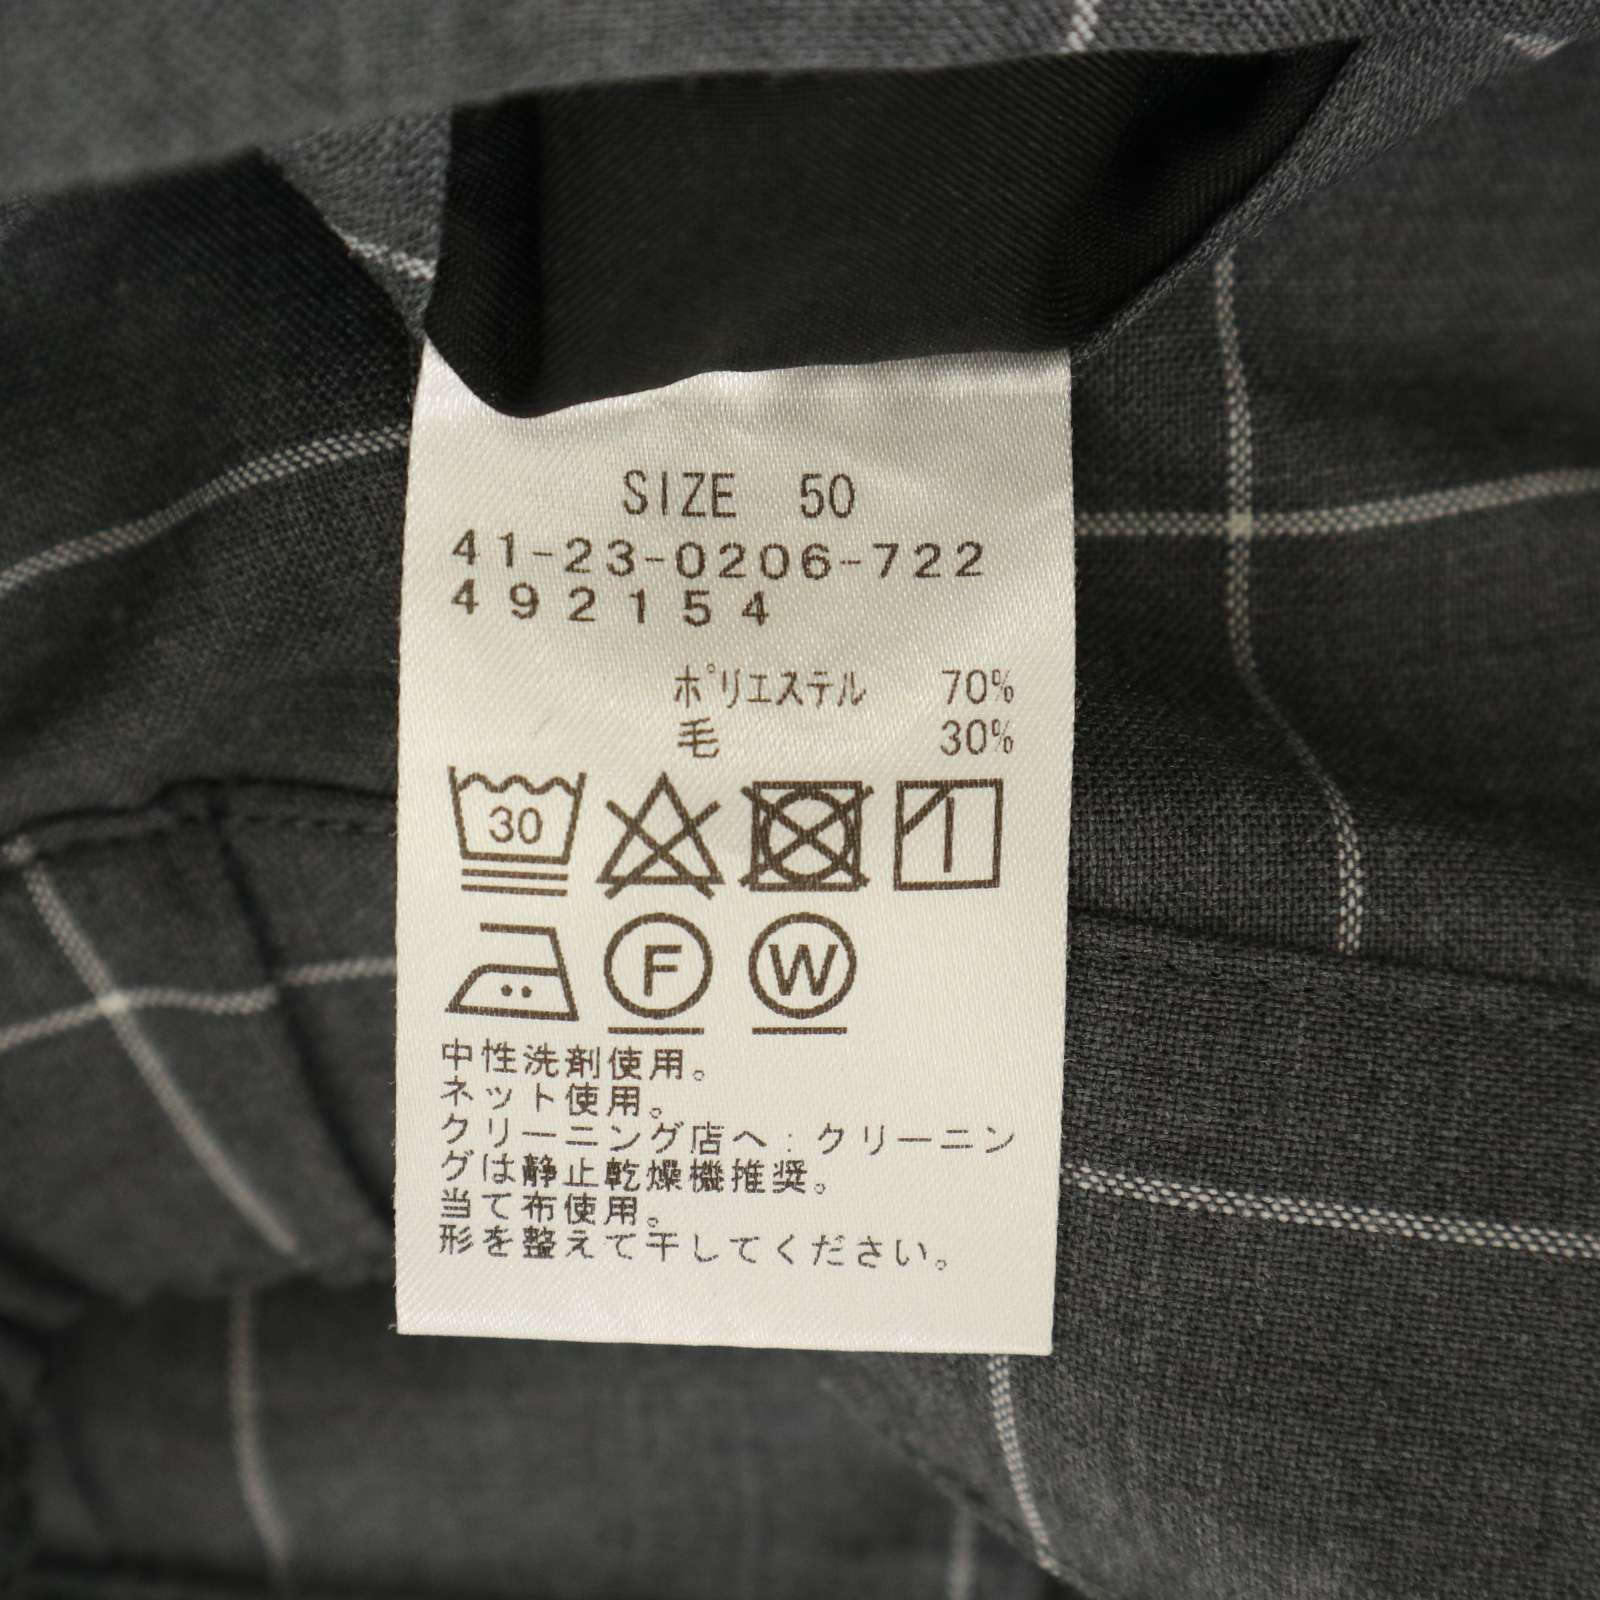 SIZE 50
41-23-0206-722
492154
ポリエステル 70%
毛 30%
30
F W
中性洗剤使用。
ネット使用。
クリーニング店へ:クリーニン
グは静止乾燥機推奨。
当て布使用。
形を整えて干してください。